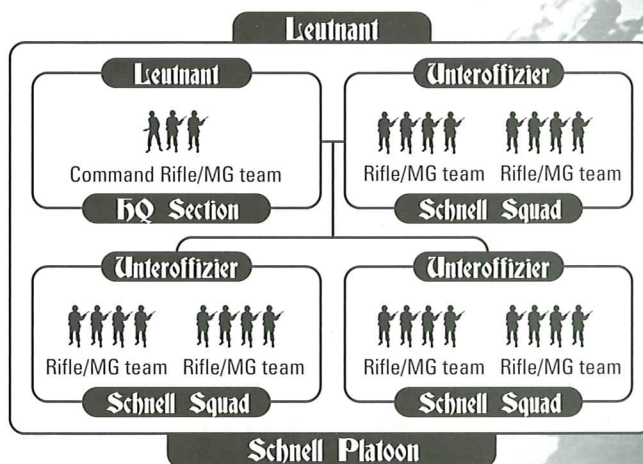 Leutnant
Leutnant
Command Rifle/MG team
HQ Section
Unteroffizier
Rifle/MG team Rifle/MG team
Schnell Squad
Unteroffizier
Rifle/MG team Rifle/MG team
Schnell Squad
Unteroffizier
Rifle/MG team Rifle/MG team
Schnell Squad
Schnell Platoon